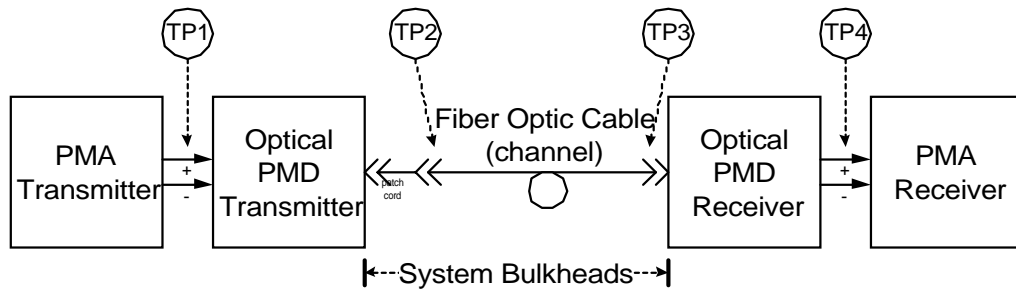 TP1
TP2
TP3
TP4
PMA
Transmitter
+
-
Optical
PMD
Transmitter
patch
cord
Fiber Optic Cable
(channel)
Optical
PMD
Receiver
+
-
PMA
Receiver
System Bulkheads